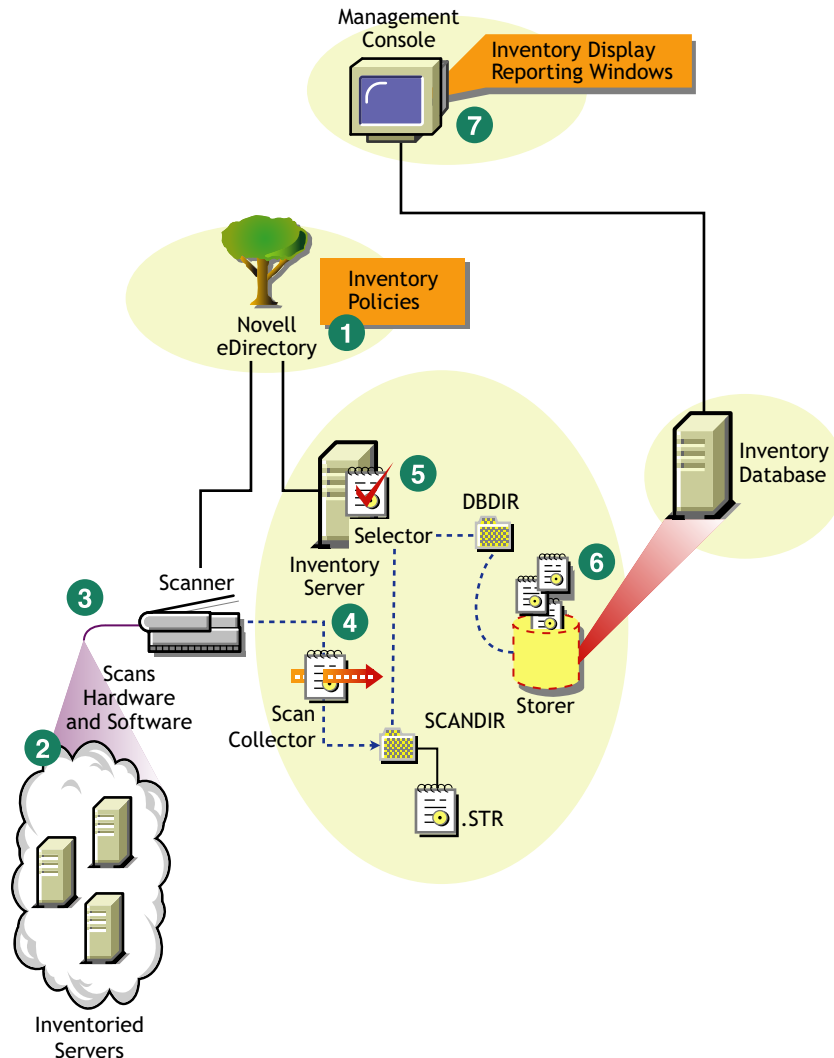 Management
Console
Inventory Display
Reporting Windows
7
Inventory
Policies
Novell
eDirectory
1
5
DBDIR
Inventory
Database
Selector
6
Inventory
Server
Scanner
3
4
Scans
Hardware
and Software
Scan
Collector
SCANDIR
Storer
2
.STR
Inventoried
Servers